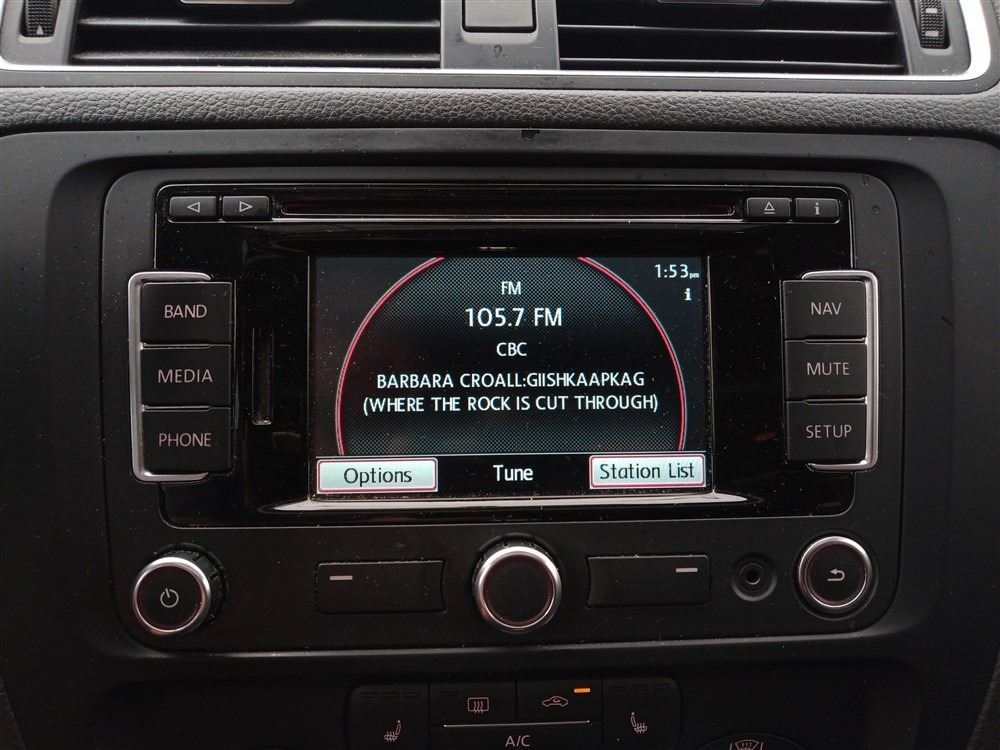 1:53pm
i
FM
105.7 FM
CBC
BARBARA CROALL:GIISHKAAPKAG
(WHERE THE ROCK IS CUT THROUGH)
Options
Tune
Station List
BAND
MEDIA
PHONE
NAV
MUTE
SETUP
i
A/C